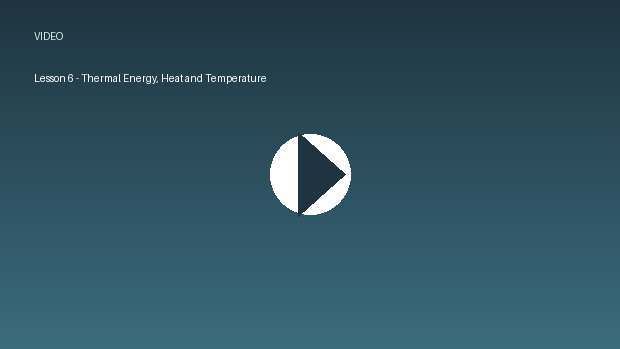 VIDEO
Lesson 6 - Thermal Energy, Heat and Temperature